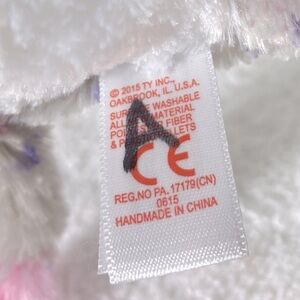 © 2015 TY INC.,
OAKBROOK, IL. U.S.A.
SURFACE WASHABLE
ALL MATERIAL
POLYESTER FIBER
& PELLETS
A
CE
REG.NO PA. 17179(CN)
0615
HANDMADE IN CHINA